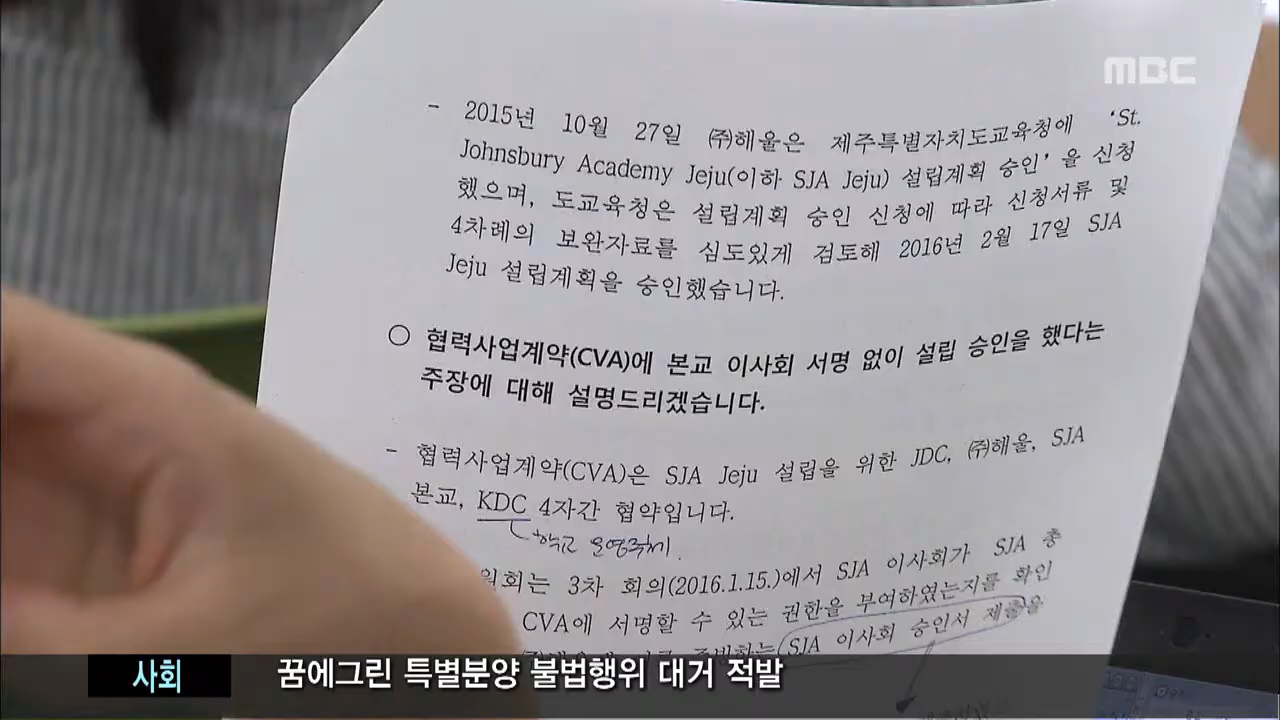 MBC
- 2015년 10월 27일 ㈜해울은 제주특별자치도교육청에 ‘St.
Johnsbury Academy Jeju(이하 SJA Jeju) 설립계획 승인’을 신청
했으며, 도교육청은 설립계획 승인 신청에 따라 신청서류 및
4차례의 보완자료를 심도있게 검토해 2016년 2월 17일 SJA
Jeju 설립계획을 승인했습니다.
○ 협력사업계약(CVA)에 본교 이사회 서명 없이 설립 승인을 했다는
주장에 대해 설명드리겠습니다.
- 협력사업계약(CVA)은 SJA Jeju 설립을 위한 JDC, ㈜해울, SJA
본교, KDC 4자간 협약입니다.
학교 운영주체.
원회는 3차 회의(2016.1.15.)에서 SJA 이사회가 SJA 총
CVA에 서명할 수 있는 권한을 부여하였는지를 확인
SJA 이사회 승인서 제출을
사회 꿈에그린 특별분양 불법행위 대거 적발